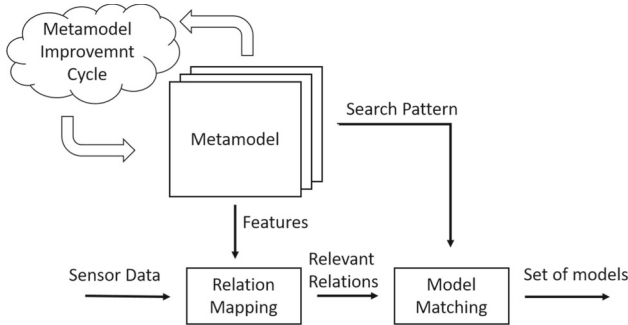 Metamodel
Improvemnt
Cycle
Metamodel
Search Pattern
Features
Sensor Data
Relation
Mapping
Relevant
Relations
Model
Matching
Set of models